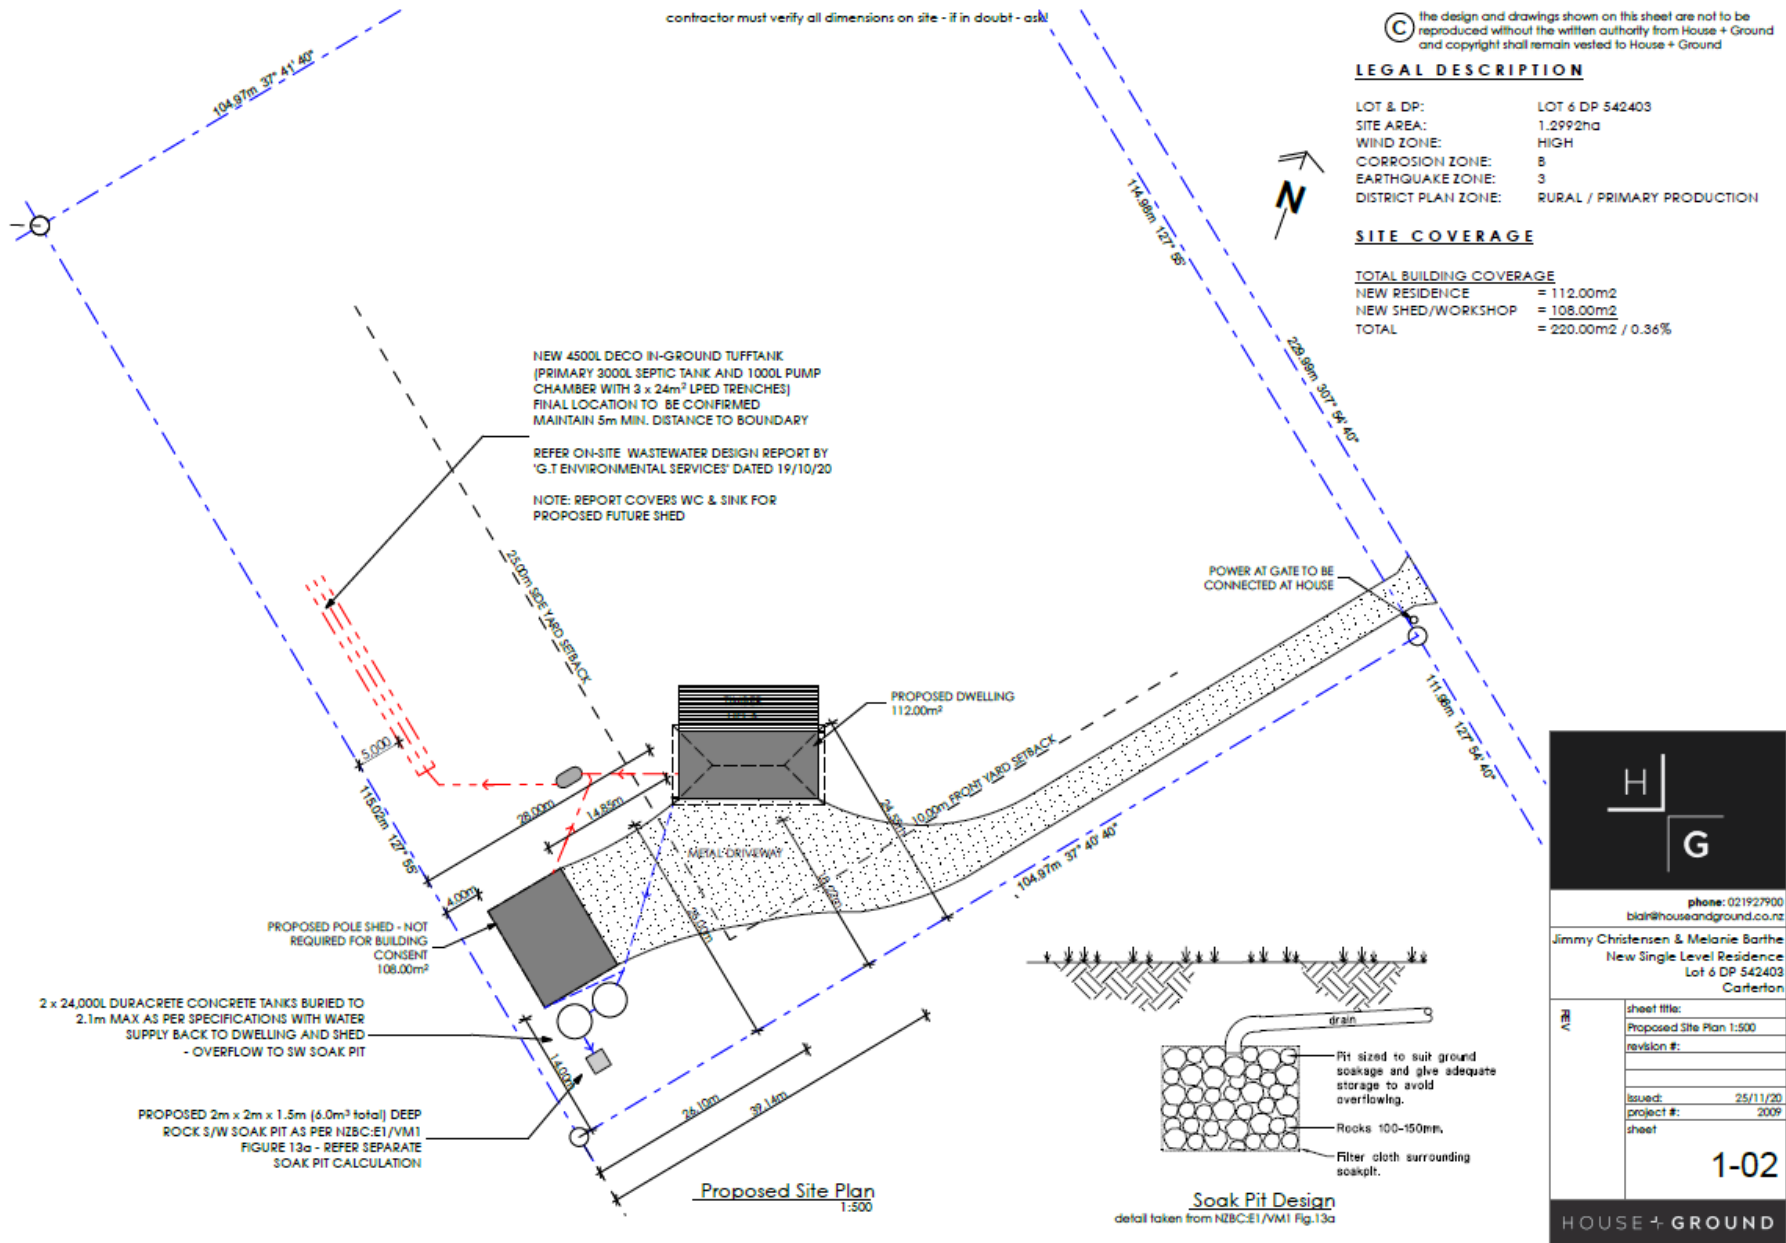 contractor must verify all dimensions on site - if in doubt - ask!
C
the design and drawings shown on this sheet are not to be
reproduced without the written authority from House + Ground
and copyright shall remain vested to House + Ground
LEGAL DESCRIPTION
LOT & DP: LOT 6 DP 542403
SITE AREA: 1.2992ha
WIND ZONE: HIGH
CORROSION ZONE: B
EARTHQUAKE ZONE: 3
DISTRICT PLAN ZONE: RURAL / PRIMARY PRODUCTION
SITE COVERAGE
TOTAL BUILDING COVERAGE
NEW RESIDENCE = 112.00m2
NEW SHED/WORKSHOP = 108.00m2
TOTAL = 220.00m2 / 0.36%
N
104.97m 37° 41' 40"
114.98m 127° 55'
229.99m 307° 54' 40"
NEW 4500L DECO IN-GROUND TUFFTANK
(PRIMARY 3000L SEPTIC TANK AND 1000L PUMP
CHAMBER WITH 3 x 24m² LPED TRENCHES)
FINAL LOCATION TO BE CONFIRMED
MAINTAIN 5m MIN. DISTANCE TO BOUNDARY
REFER ON-SITE WASTEWATER DESIGN REPORT BY
'G.T ENVIRONMENTAL SERVICES' DATED 19/10/20
NOTE: REPORT COVERS WC & SINK FOR
PROPOSED FUTURE SHED
25.00m SIDE YARD SETBACK
POWER AT GATE TO BE
CONNECTED AT HOUSE
PROPOSED DWELLING
112.00m²
10.00m FRONT YARD SETBACK
111.96m 127° 54' 40"
5.000
28.00m
14.85m
METAL DRIVEWAY
104.97m 37° 40' 40"
115.02m 127° 55'
4.00m
PROPOSED POLE SHED - NOT
REQUIRED FOR BUILDING
CONSENT
108.00m²
2 x 24,000L DURACRETE CONCRETE TANKS BURIED TO
2.1m MAX AS PER SPECIFICATIONS WITH WATER
SUPPLY BACK TO DWELLING AND SHED
- OVERFLOW TO SW SOAK PIT
14.00m
PROPOSED 2m x 2m x 1.5m (6.0m³ total) DEEP
ROCK S/W SOAK PIT AS PER NZBC:E1/VM1
FIGURE 13a - REFER SEPARATE
SOAK PIT CALCULATION
26.10m
39.14m
Proposed Site Plan
1:500
drain
Pit sized to suit ground
soakage and give adequate
storage to avoid
overflowing.
Rocks 100-150mm.
Filter cloth surrounding
soakpit.
Soak Pit Design
detail taken from NZBC:E1/VM1 Fig.13a
H
G
phone: 021927900
blair@houseandground.co.nz
Jimmy Christensen & Melanie Barthe
New Single Level Residence
Lot 6 DP 542403
Carterton
REV
sheet title:
Proposed Site Plan 1:500
revision #:
issued: 25/11/20
project #: 2009
sheet
1-02
HOUSE + GROUND